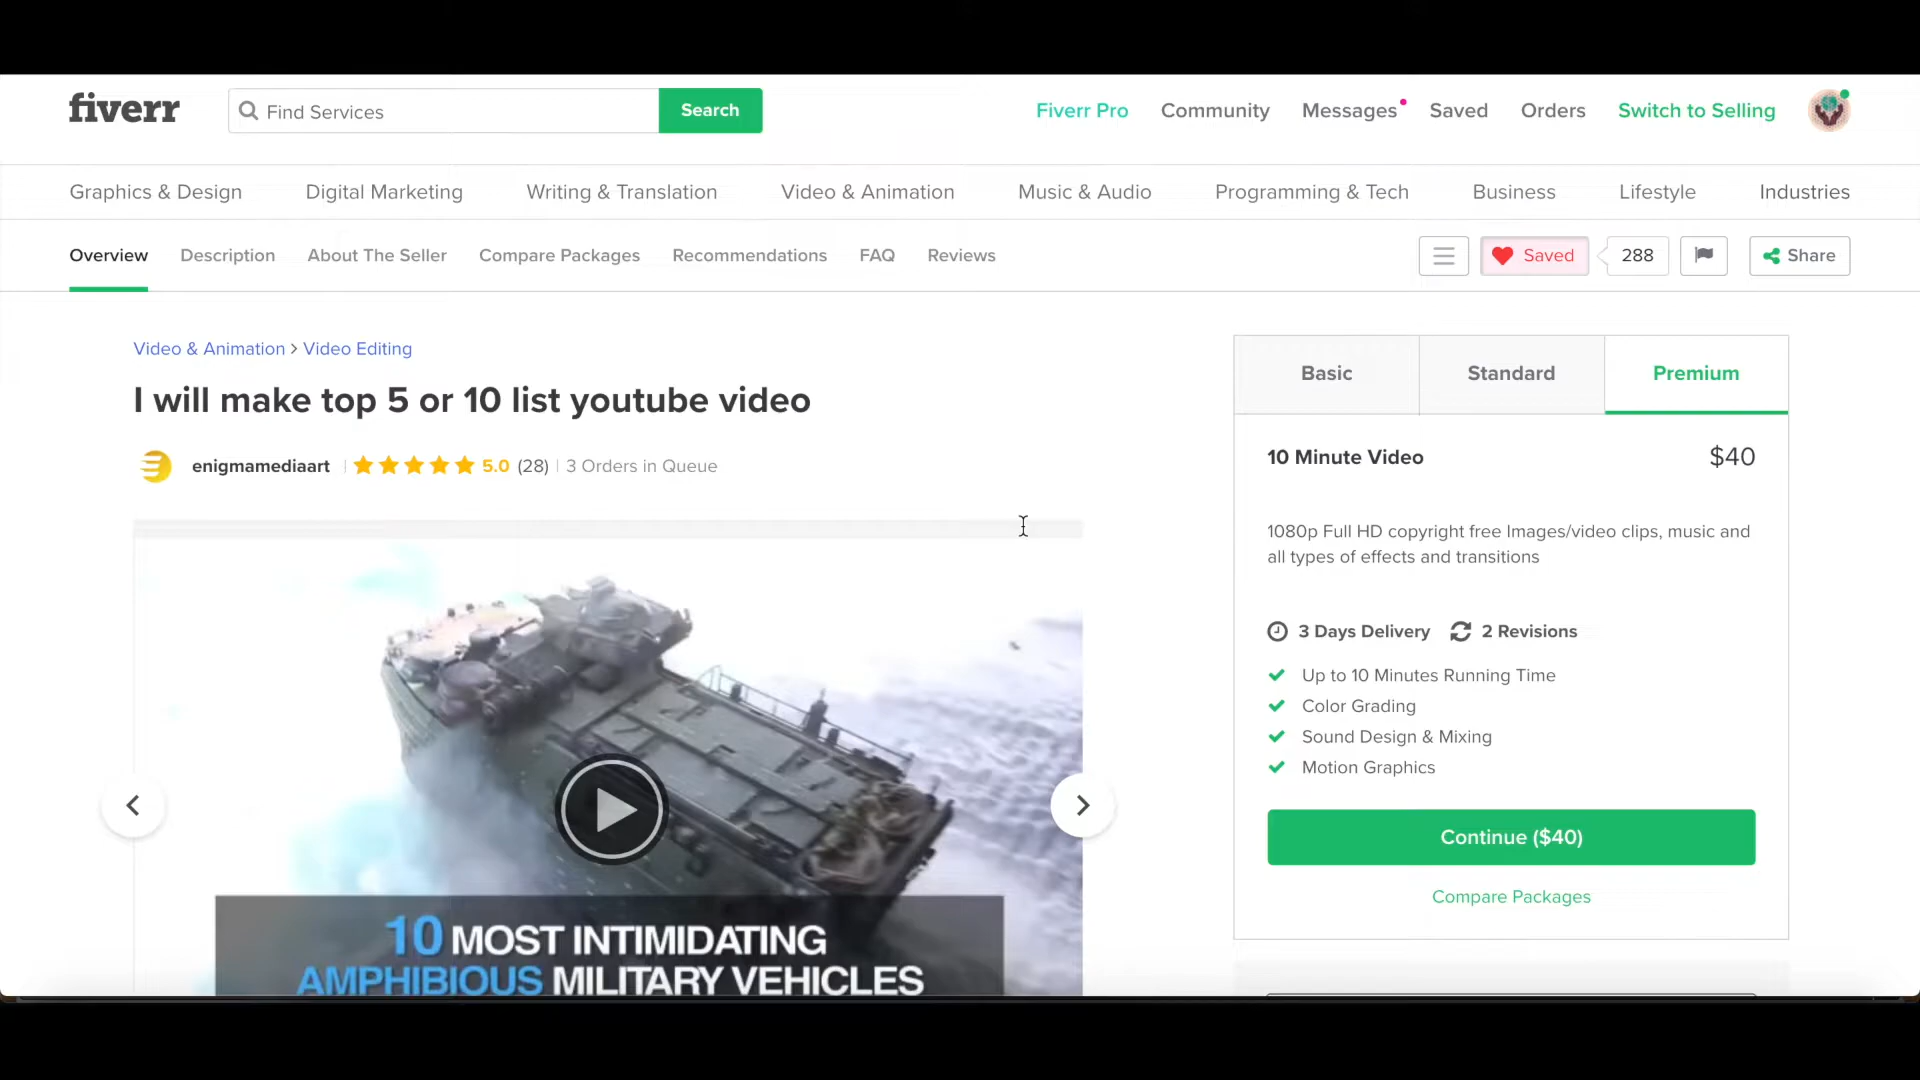 fiverr
Find Services
Search
Fiverr Pro
Community
Messages
Saved
Orders
Switch to Selling
Graphics & Design
Digital Marketing
Writing & Translation
Video & Animation
Music & Audio
Programming & Tech
Business
Lifestyle
Industries
Overview
Description
About The Seller
Compare Packages
Recommendations
FAQ
Reviews
Saved
288
Share
Video & Animation > Video Editing
I will make top 5 or 10 list youtube video
enigmamediaart
5.0 (28)
3 Orders in Queue
10 MOST INTIMIDATING
AMPHIBIOUS MILITARY VEHICLES
Basic
Standard
Premium
10 Minute Video
$40
1080p Full HD copyright free Images/video clips, music and
all types of effects and transitions
3 Days Delivery
2 Revisions
Up to 10 Minutes Running Time
Color Grading
Sound Design & Mixing
Motion Graphics
Continue ($40)
Compare Packages